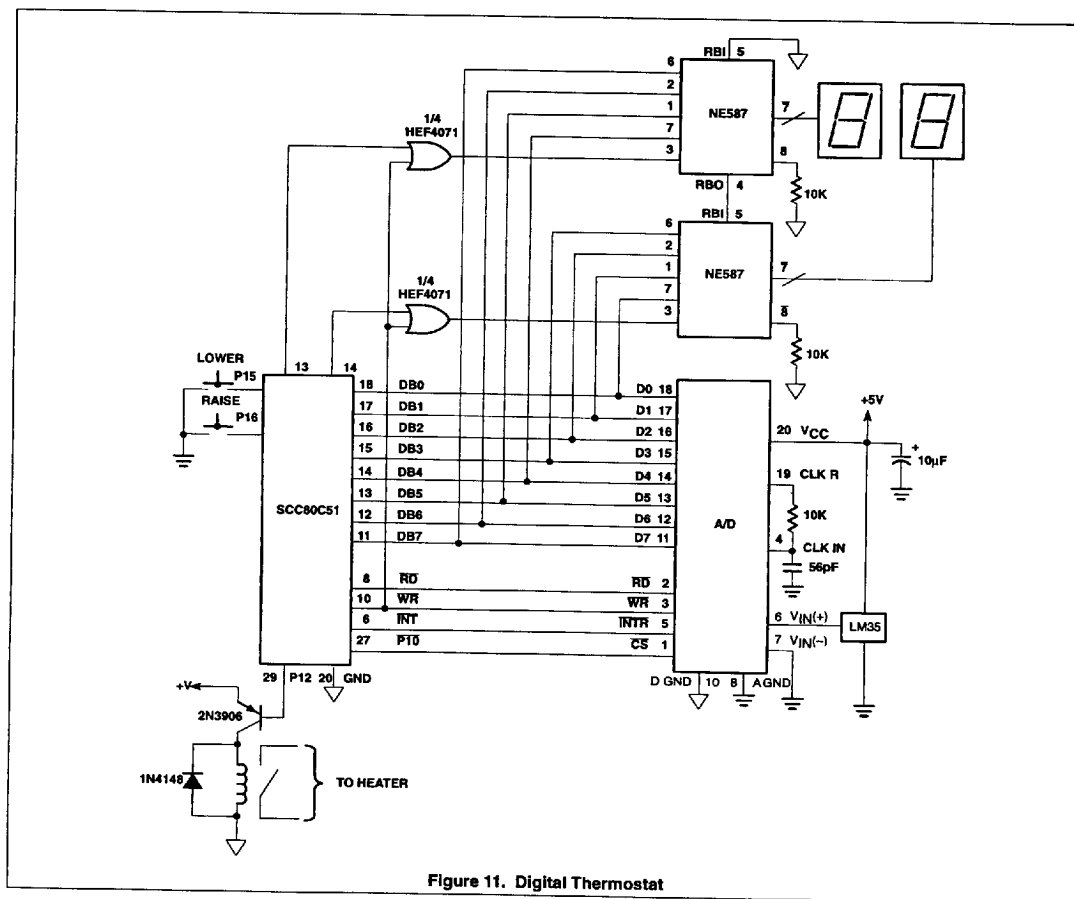 RBI 5
6
2
1
7
3
NE587
7
8
10K
RBO 4
1/4
HEF4071
RBI 5
6
2
1
7
3
NE587
7
8
10K
1/4
HEF4071
LOWER
P15
RAISE
P16
13 14
SCC80C51
18 DB0
17 DB1
16 DB2
15 DB3
14 DB4
13 DB5
12 DB6
11 DB7
8 RD
10 WR
6 INT
27 P10
29 P12 20 GND
D0 18
D1 17
D2 16
D3 15
D4 14
D5 13
D6 12
D7 11
RD 2
WR 3
INTR 5
CS 1
A/D
D GND 10 8 AGND
20 VCC
19 CLK R
10K
4 CLK IN
56pF
6 VIN(+)
7 VIN(–)
+5V
+
10µF
LM35
+V
2N3906
1N4148
TO HEATER
Figure 11. Digital Thermostat